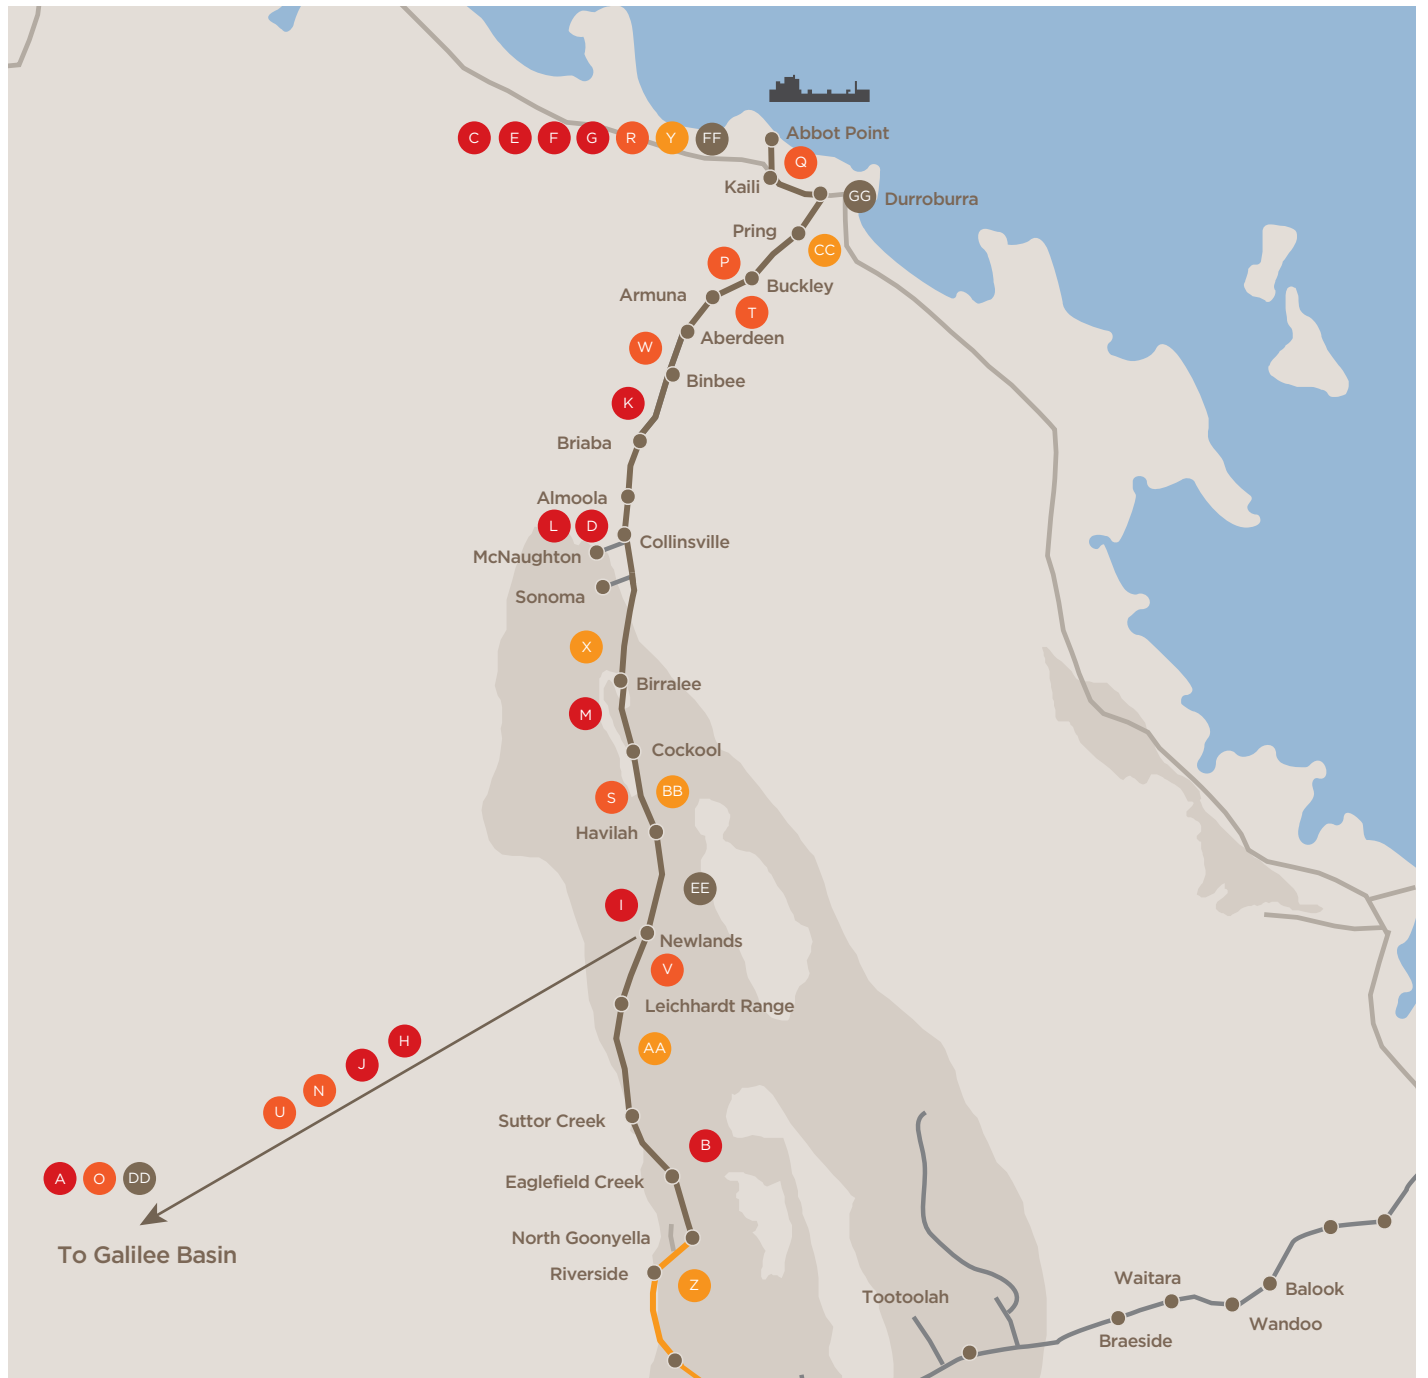 Abbot Point
C E F G R Y FF
Q
Kaili
GG Durroburra
Pring
CC
P
Buckley
Armuna
T
Aberdeen
W
Binbee
K
Briaba
Almoola
L D
Collinsville
McNaughton
Sonoma
X
Birralee
M
Cockool
S BB
Havilah
EE
I
Newlands
V
Leichhardt Range
H
AA
J
N
U
Suttor Creek
B
A O DD
Eaglefield Creek
North Goonyella
To Galilee Basin
Riverside
Waitara
Z
Balook
Tootoolah
Wandoo
Braeside